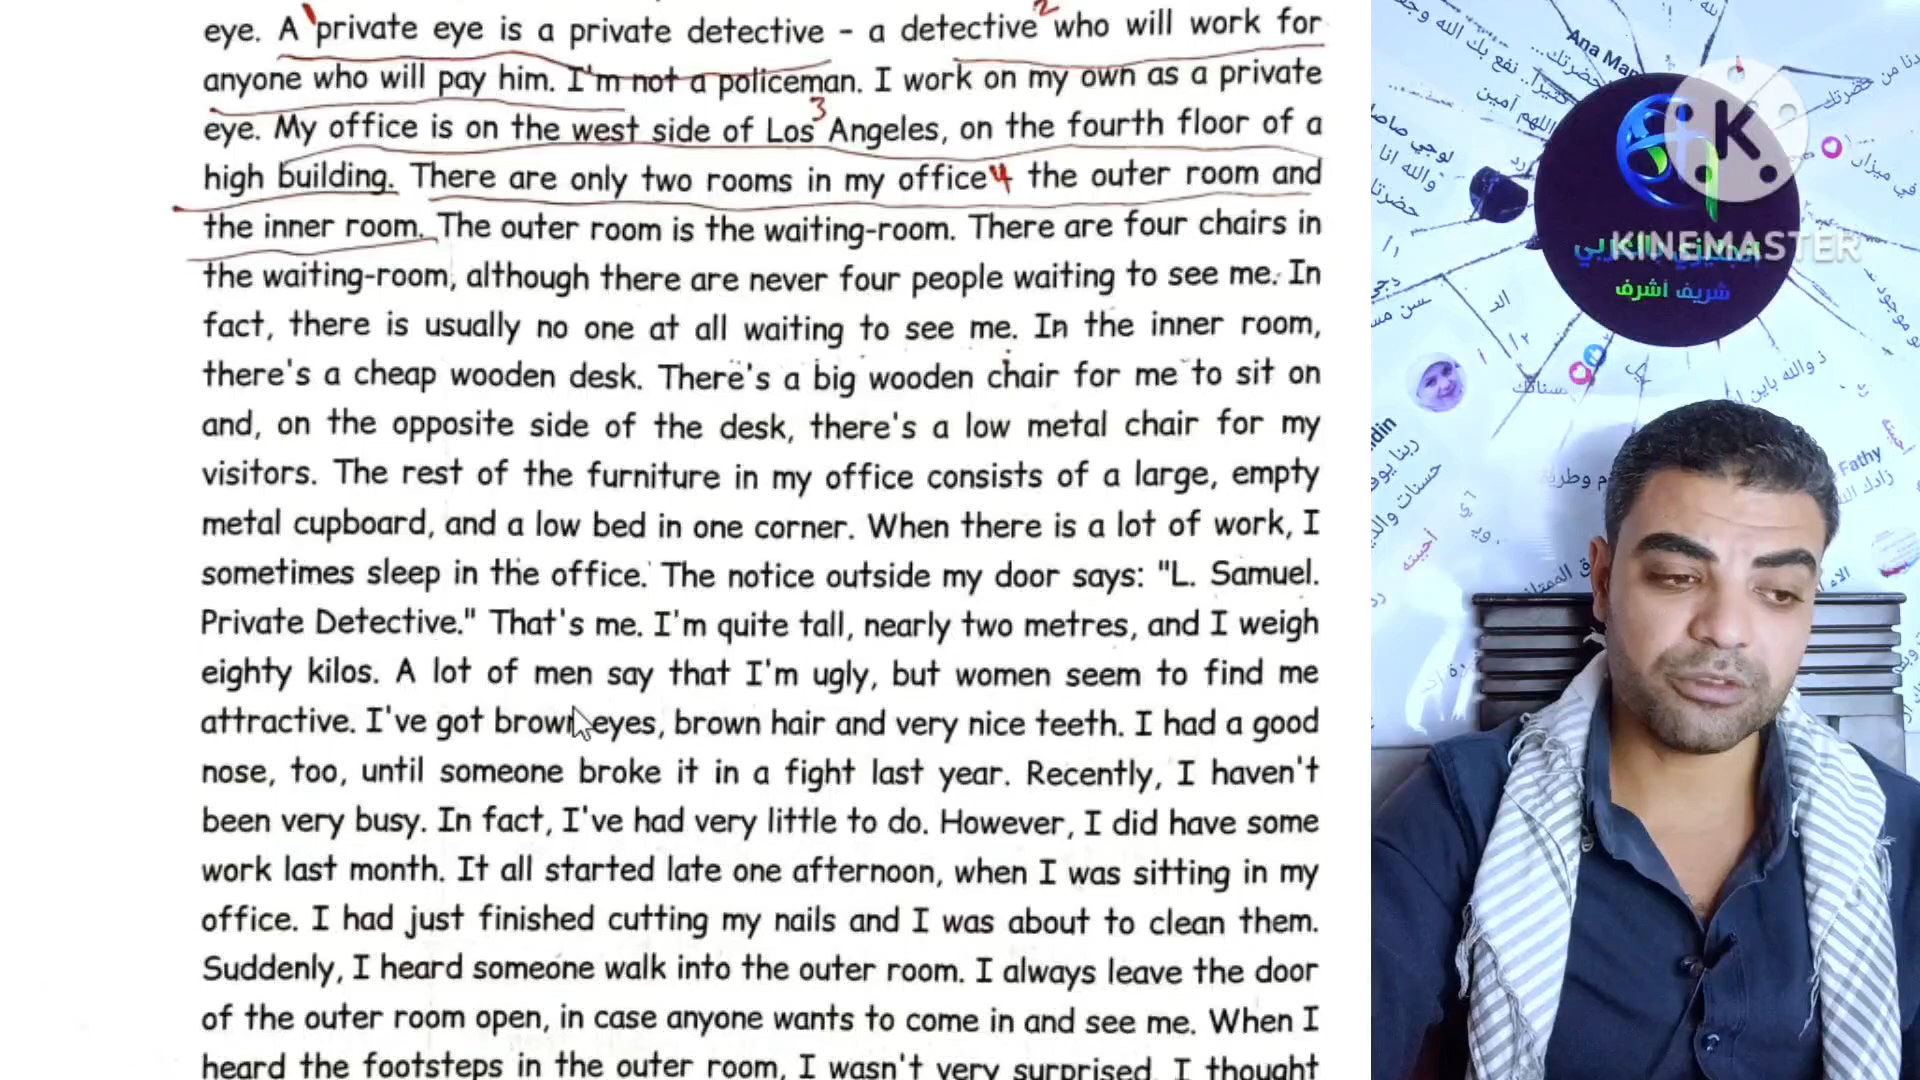 eye. A private eye is a private detective - a detective who will work for
anyone who will pay him. I'm not a policeman. I work on my own as a private
eye. My office is on the west side of Los Angeles, on the fourth floor of a
high building. There are only two rooms in my office the outer room and
the inner room. The outer room is the waiting-room. There are four chairs in
the waiting-room, although there are never four people waiting to see me. In
fact, there is usually no one at all waiting to see me. In the inner room,
there's a cheap wooden desk. There's a big wooden chair for me to sit on
and, on the opposite side of the desk, there's a low metal chair for my
visitors. The rest of the furniture in my office consists of a large, empty
metal cupboard, and a low bed in one corner. When there is a lot of work, I
sometimes sleep in the office. The notice outside my door says: "L. Samuel.
Private Detective." That's me. I'm quite tall, nearly two metres, and I weigh
eighty kilos. A lot of men say that I'm ugly, but women seem to find me
attractive. I've got brown eyes, brown hair and very nice teeth. I had a good
nose, too, until someone broke it in a fight last year. Recently, I haven't
been very busy. In fact, I've had very little to do. However, I did have some
work last month. It all started late one afternoon, when I was sitting in my
office. I had just finished cutting my nails and I was about to clean them.
Suddenly, I heard someone walk into the outer room. I always leave the door
of the outer room open, in case anyone wants to come in and see me. When I
heard the footsteps in the outer room, I wasn't very surprised. I thought
1
2
3
4
Ana
حضرتك...
اللهم آمين
K
KINEMASTER
انجليزي بالعربي
شريف أشرف
والله انا
Fathy